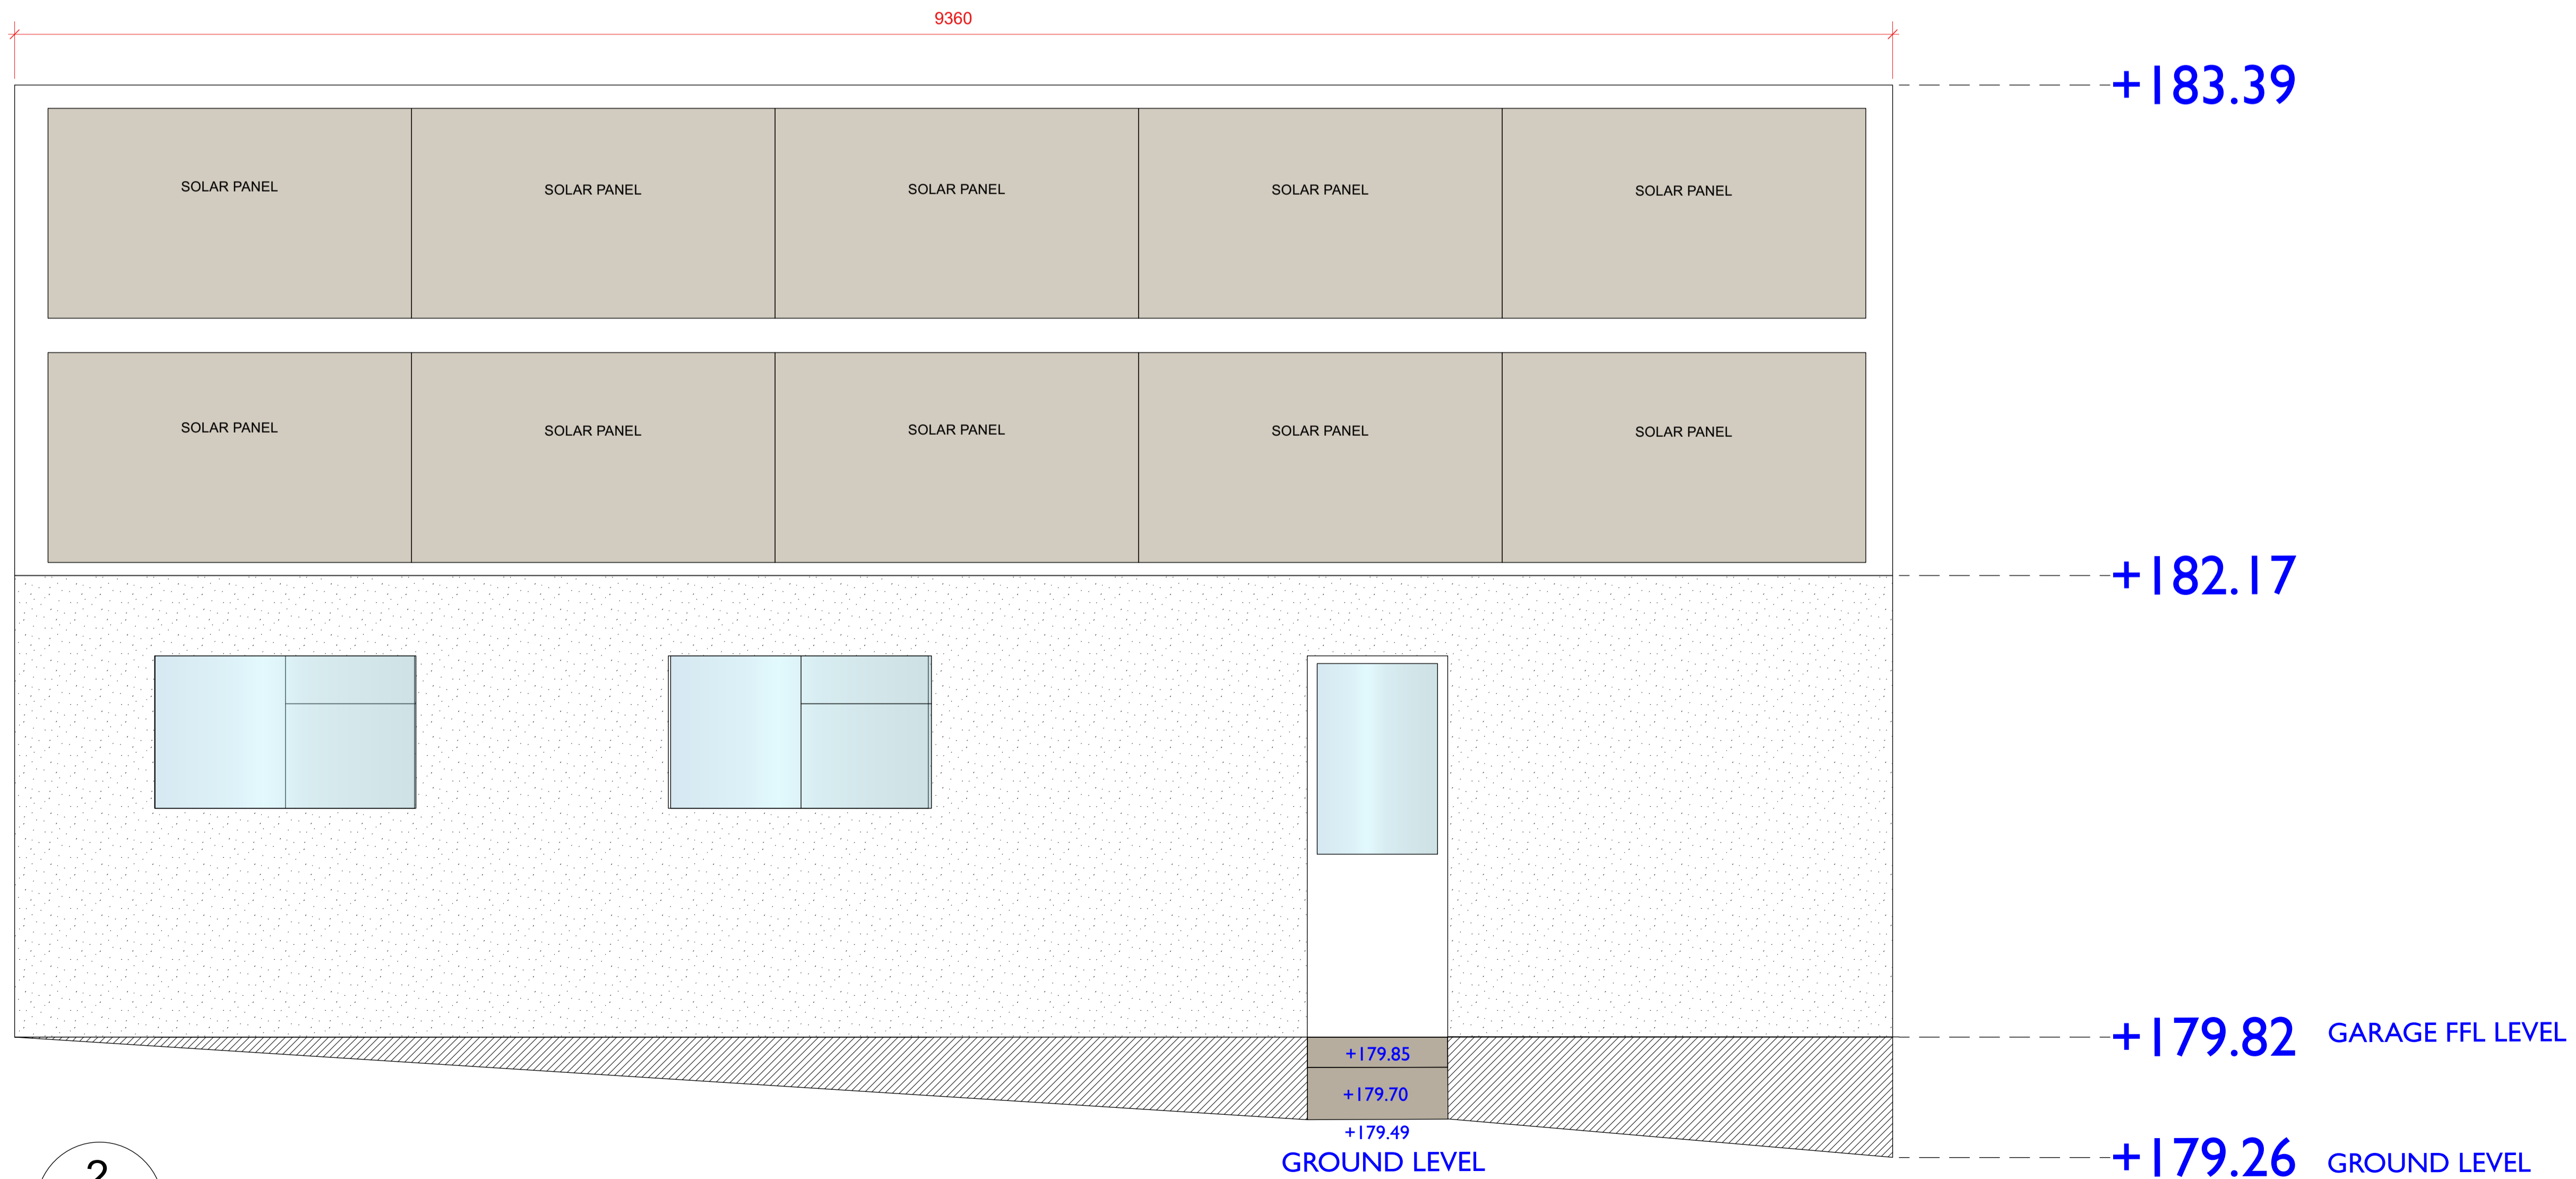 9360
+183.39
SOLAR PANEL SOLAR PANEL SOLAR PANEL SOLAR PANEL SOLAR PANEL
SOLAR PANEL SOLAR PANEL SOLAR PANEL SOLAR PANEL SOLAR PANEL
+182.17
+179.82 GARAGE FFL LEVEL
+179.85
+179.70
+179.49
GROUND LEVEL
+179.26 GROUND LEVEL
2